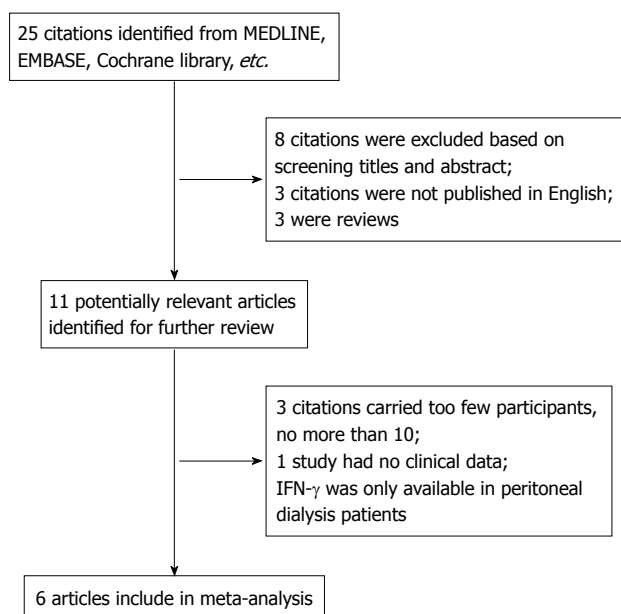 25 citations identified from MEDLINE,
EMBASE, Cochrane library, etc.
8 citations were excluded based on
screening titles and abstract;
3 citations were not published in English;
3 were reviews
11 potentially relevant articles
identified for further review
3 citations carried too few participants,
no more than 10;
1 study had no clinical data;
IFN-γ was only available in peritoneal
dialysis patients
6 articles include in meta-analysis